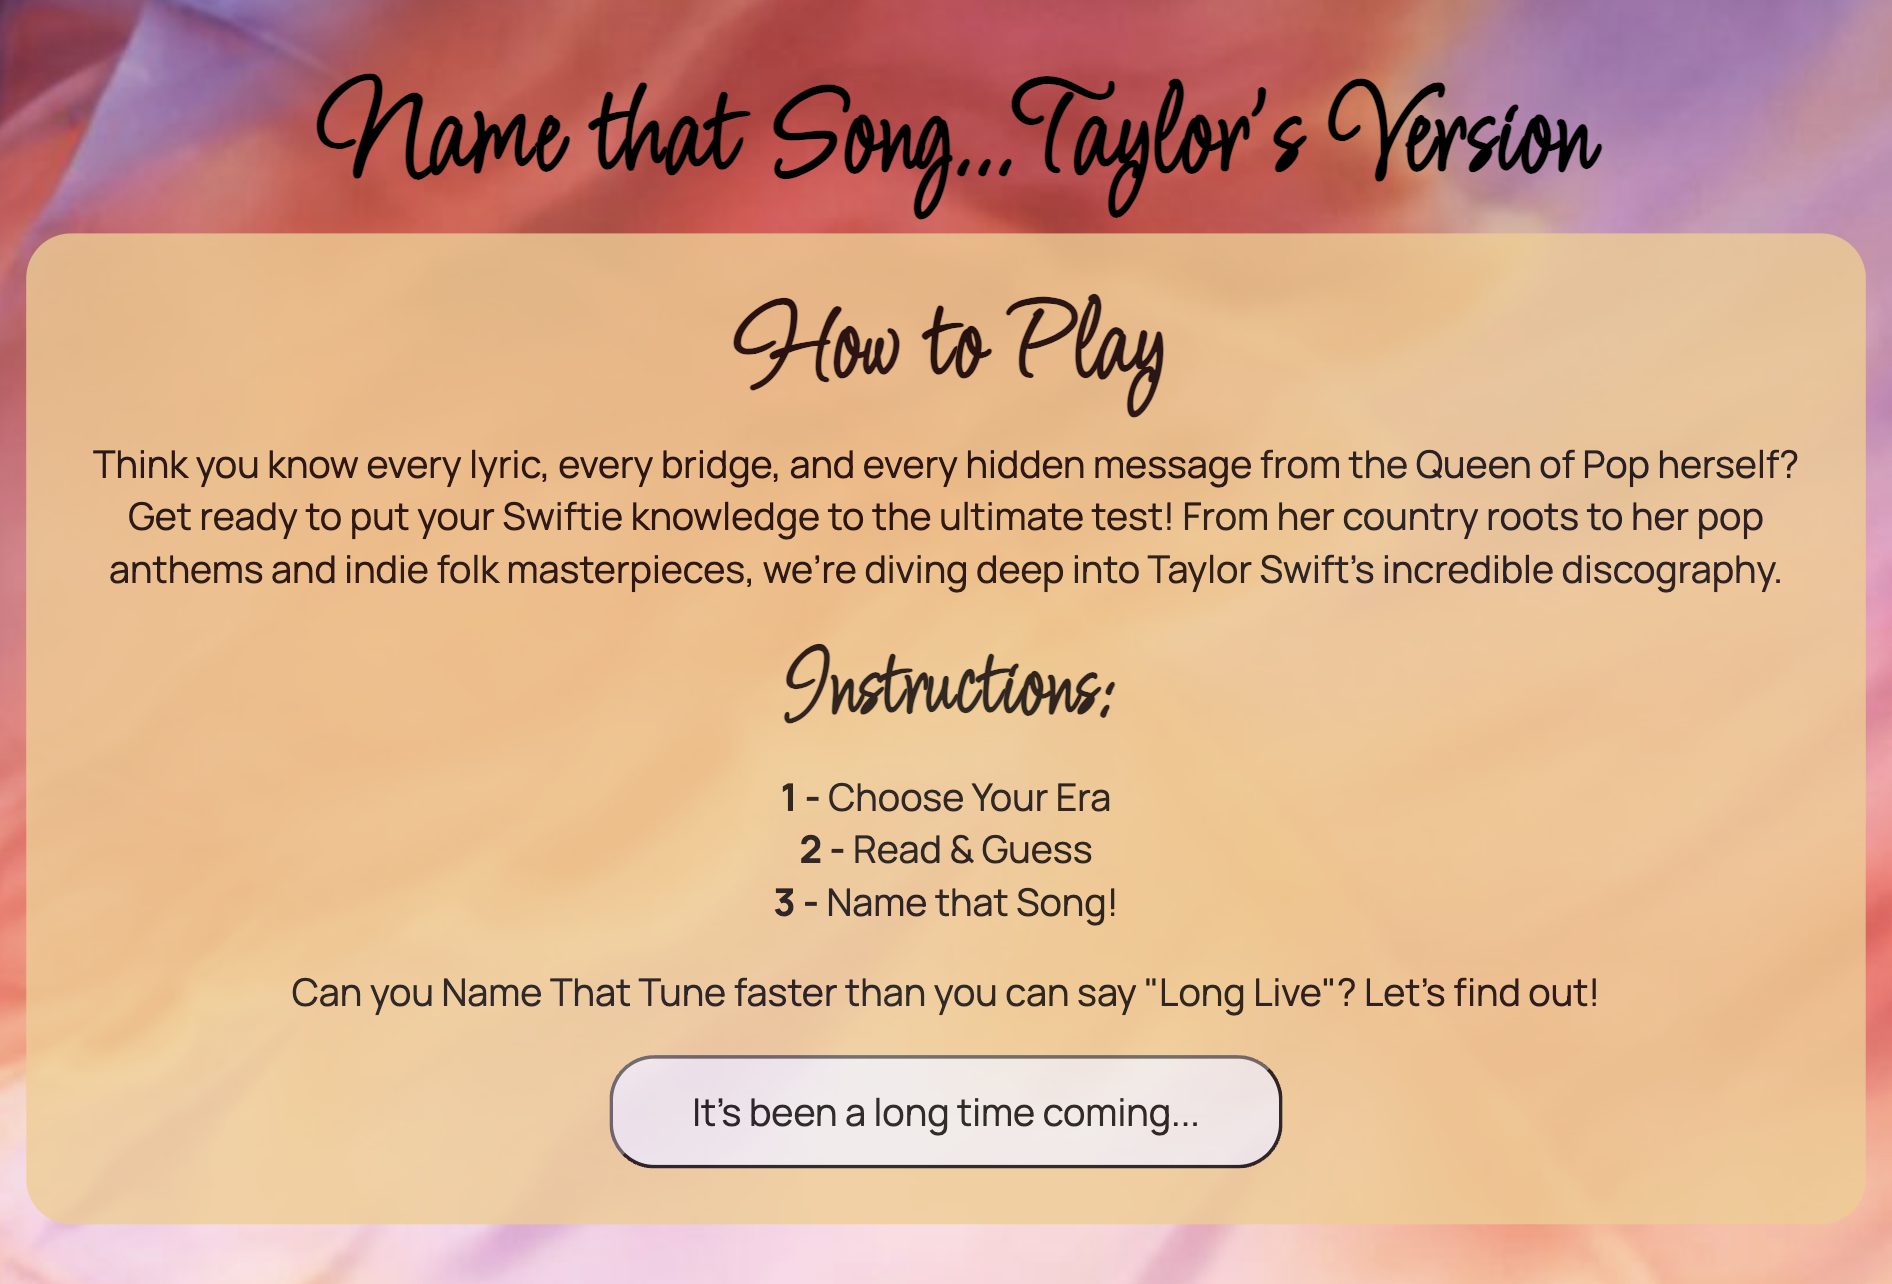 Name that Song...Taylor's Version
How to Play
Think you know every lyric, every bridge, and every hidden message from the Queen of Pop herself?
Get ready to put your Swiftie knowledge to the ultimate test! From her country roots to her pop
anthems and indie folk masterpieces, we’re diving deep into Taylor Swift’s incredible discography.
Instructions:
1 - Choose Your Era
2 - Read & Guess
3 - Name that Song!
Can you Name That Tune faster than you can say "Long Live"? Let’s find out!
It’s been a long time coming...